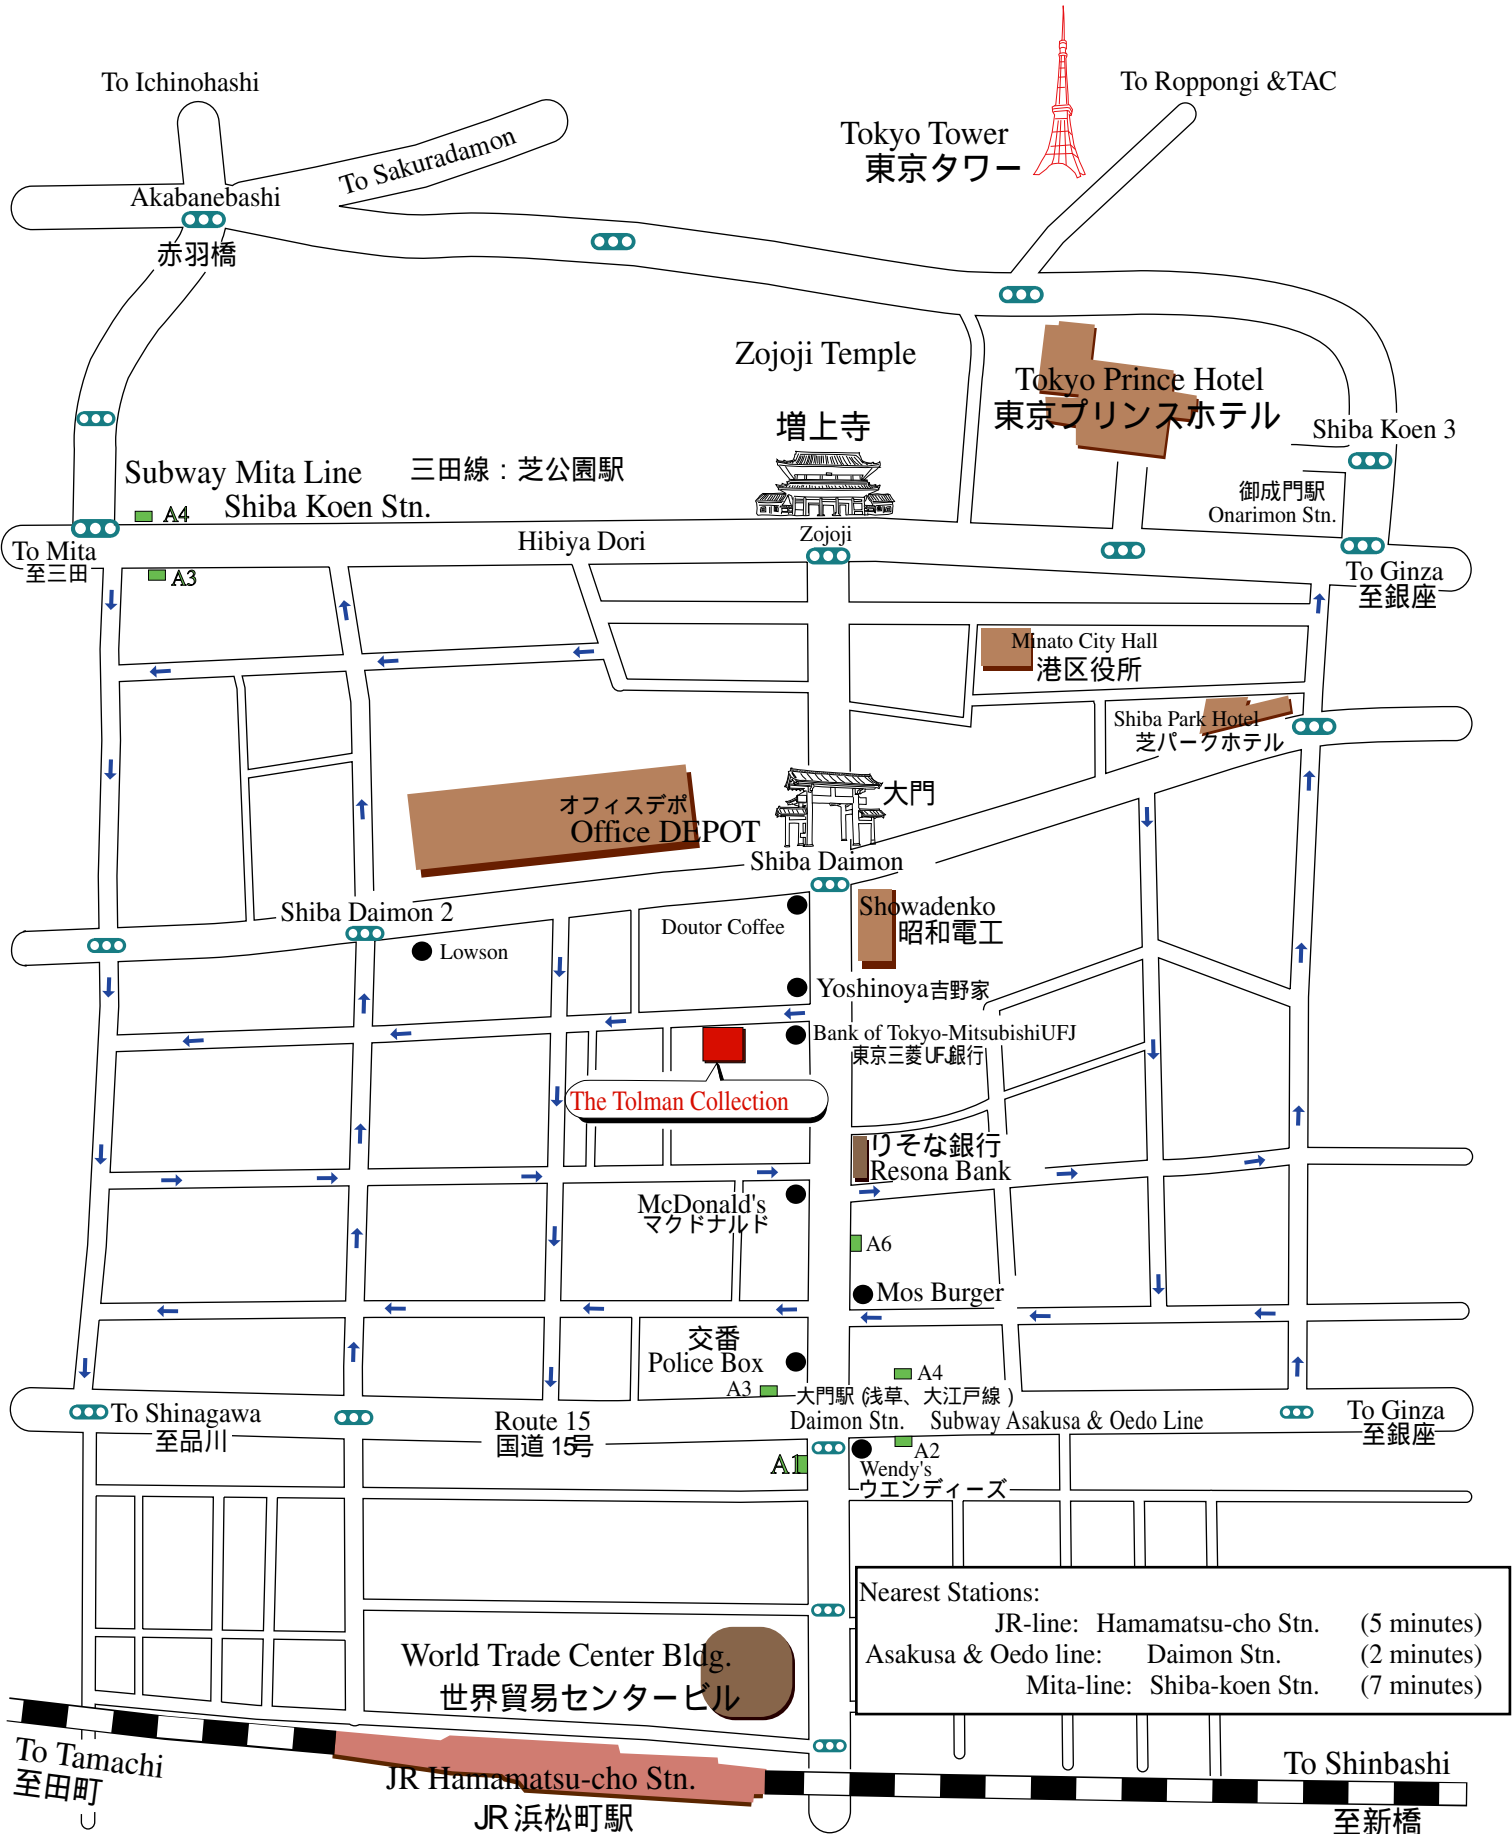 To Ichinohashi
To Roppongi &TAC
To Sakuradamon
Tokyo Tower
東京タワー
Akabanebashi
赤羽橋
Zojoji Temple
増上寺
Tokyo Prince Hotel
東京プリンスホテル
Shiba Koen 3
Subway Mita Line
三田線：芝公園駅
Shiba Koen Stn.
A4
御成門駅
Onarimon Stn.
Hibiya Dori
Zojoji
To Mita
至三田
A3
To Ginza
至銀座
Minato City Hall
港区役所
Shiba Park Hotel
芝パークホテル
オフィスデポ
Office DEPOT
大門
Shiba Daimon
Shiba Daimon 2
Lowson
Doutor Coffee
Showadenko
昭和電工
Yoshinoya吉野家
Bank of Tokyo-MitsubishiUFJ
東京三菱UFJ銀行
The Tolman Collection
りそな銀行
Resona Bank
McDonald's
マクドナルド
A6
Mos Burger
交番
Police Box
A3
A4
大門駅 (浅草、大江戸線 )
Daimon Stn. Subway Asakusa & Oedo Line
To Shinagawa
至品川
Route 15
国道 15号
To Ginza
至銀座
A1
A2
Wendy's
ウエンディーズ
Nearest Stations:
JR-line: Hamamatsu-cho Stn. (5 minutes)
Asakusa & Oedo line: Daimon Stn. (2 minutes)
Mita-line: Shiba-koen Stn. (7 minutes)
World Trade Center Bldg.
世界貿易センタービル
To Tamachi
至田町
JR Hamamatsu-cho Stn.
JR 浜松町駅
To Shinbashi
至新橋